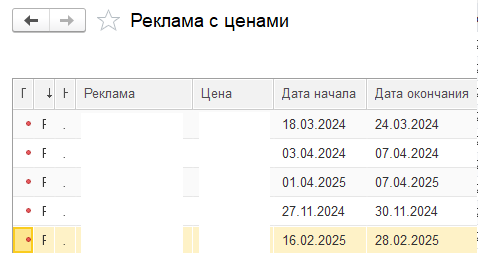 Реклама с ценами
Г ↓ Н Реклама Цена Дата начала Дата окончания
F . 18.03.2024 24.03.2024
F . 03.04.2024 07.04.2024
F . 01.04.2025 07.04.2025
F . 27.11.2024 30.11.2024
F . 16.02.2025 28.02.2025